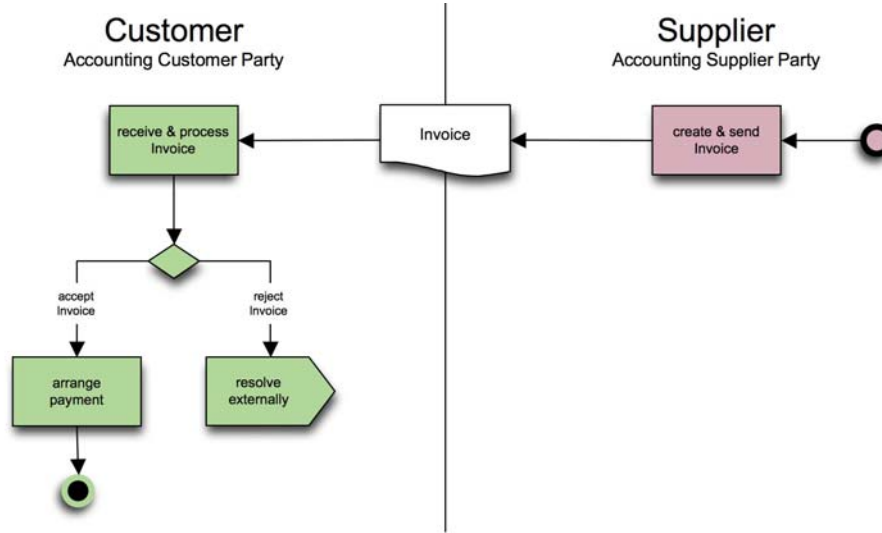 Customer
Accounting Customer Party
Supplier
Accounting Supplier Party
receive & process
Invoice
Invoice
create & send
Invoice
accept
Invoice
reject
Invoice
arrange
payment
resolve
externally